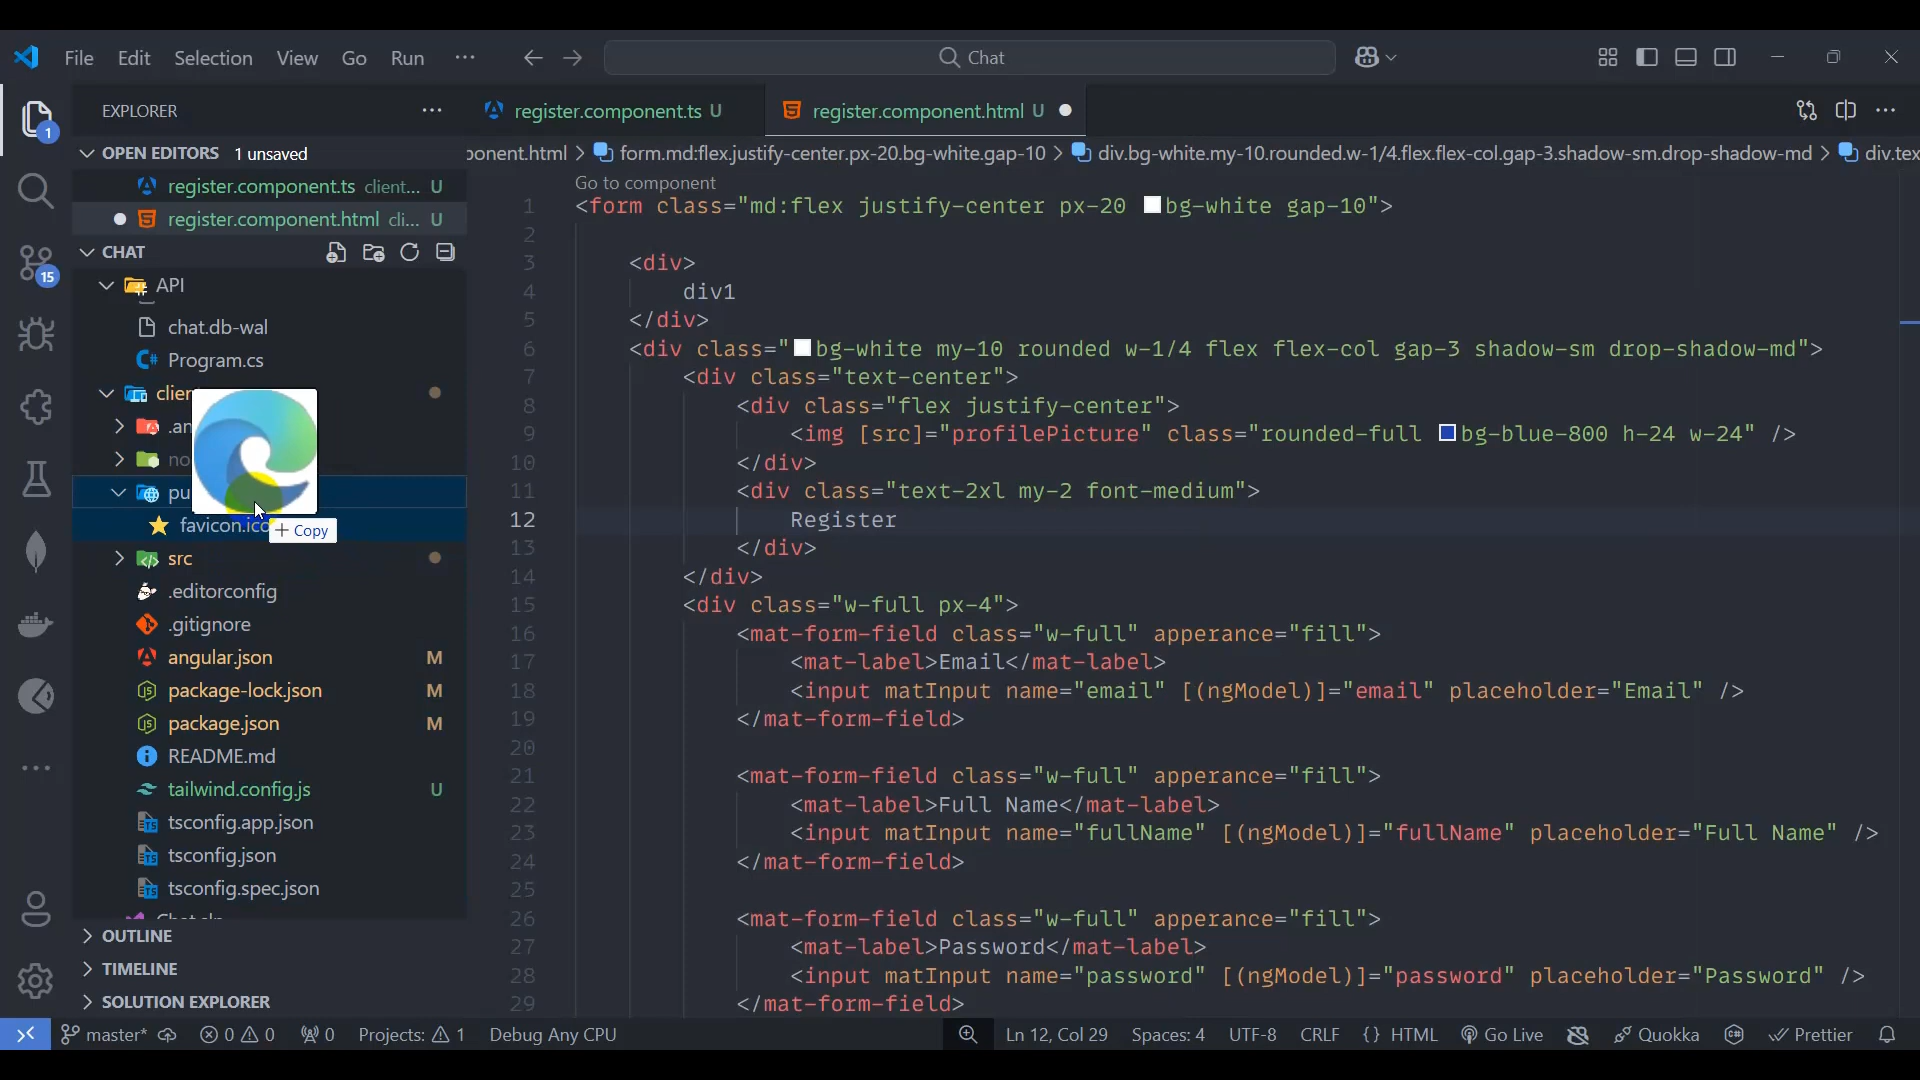 File Edit Selection View Go Run ··· Chat
EXPLORER ···
OPEN EDITORS 1 unsaved
register.component.ts client... U
register.component.html cli... U
CHAT
API
chat.db-wal
Program.cs
clien
.an
no
pu
favicon.ico
+ Copy
src
.editorconfig
.gitignore
angular.json M
package-lock.json M
package.json M
README.md
tailwind.config.js U
tsconfig.app.json
tsconfig.json
tsconfig.spec.json
OUTLINE
TIMELINE
SOLUTION EXPLORER
1
15
register.component.ts U register.component.html U
ponent.html > form.md:flex.justify-center.px-20.bg-white.gap-10 > div.bg-white.my-10.rounded.w-1/4.flex.flex-col.gap-3.shadow-sm.drop-shadow-md > div.tex
Go to component
1 <form class="md:flex justify-center px-20 bg-white gap-10">
2
3 <div>
4 div1
5 </div>
6 <div class="bg-white my-10 rounded w-1/4 flex flex-col gap-3 shadow-sm drop-shadow-md">
7 <div class="text-center">
8 <div class="flex justify-center">
9 <img [src]="profilePicture" class="rounded-full bg-blue-800 h-24 w-24" />
10 </div>
11 <div class="text-2xl my-2 font-medium">
12 Register
13 </div>
14 </div>
15 <div class="w-full px-4">
16 <mat-form-field class="w-full" apperance="fill">
17 <mat-label>Email</mat-label>
18 <input matInput name="email" [(ngModel)]="email" placeholder="Email" />
19 </mat-form-field>
20
21 <mat-form-field class="w-full" apperance="fill">
22 <mat-label>Full Name</mat-label>
23 <input matInput name="fullName" [(ngModel)]="fullName" placeholder="Full Name" />
24 </mat-form-field>
25
26 <mat-form-field class="w-full" apperance="fill">
27 <mat-label>Password</mat-label>
28 <input matInput name="password" [(ngModel)]="password" placeholder="Password" />
29 </mat-form-field>
master* 0 0 0 Projects: 1 Debug Any CPU Ln 12, Col 29 Spaces: 4 UTF-8 CRLF {} HTML Go Live Quokka Prettier